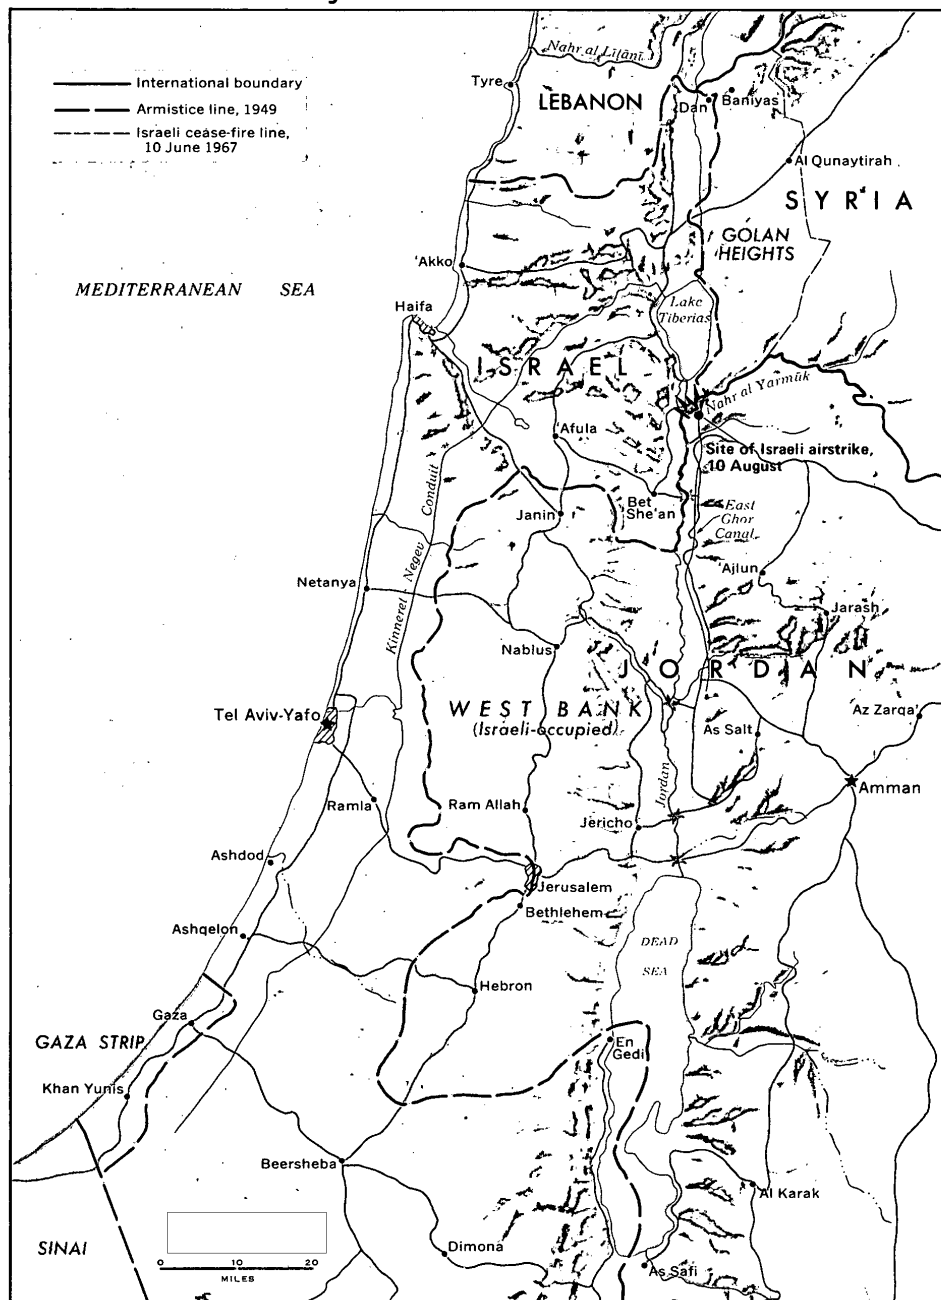 Nahr al Līṭānī
International boundary
Tyre
Armistice line, 1949
LEBANON
Dan
Baniyas
Israeli cease-fire line,
10 June 1967
Al Qunaytirah
SYRIA
GOLAN
HEIGHTS
'Akko
MEDITERRANEAN SEA
Haifa
Lake
Tiberias
ISRAEL
Nahr al Yarmūk
Afula
Site of Israeli airstrike,
10 August
Conduit
Bet
She'an
Janin
East
Ghor
Canal
Negev
'Ajlun
Netanya
Kinneret
Jarash
Nablus
JORDAN
WEST BANK
(Israeli-occupied)
Tel Aviv-Yafo
As Salt
Az Zarqa'
Jordan
Amman
Ramla
Ram Allah
Jericho
Ashdod
Jerusalem
Bethlehem
Ashqelon
DEAD
SEA
Hebron
Gaza
GAZA STRIP
En
Gedi
Khan Yunis
Beersheba
Al Karak
SINAI
Dimona
0 10 20
MILES
As Safi